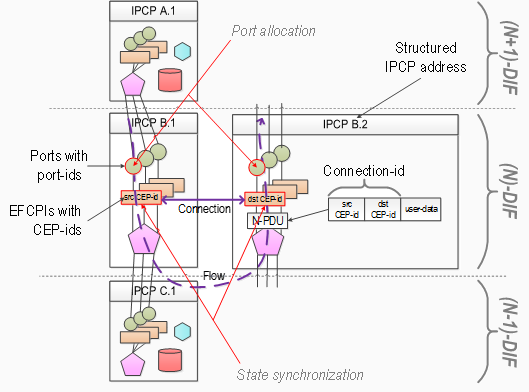 IPCP A.1
Port allocation
Structured
IPCP address
(N+1)-DIF
IPCP B.1
IPCP B.2
Ports with
port-ids
Connection-id
EFCPIs with
CEP-ids
src CEP-id
dst CEP-id
Connection
N-PDU
src
CEP-id
dst
CEP-id
user-data
(N)-DIF
Flow
IPCP C.1
State synchronization
(N-1)-DIF